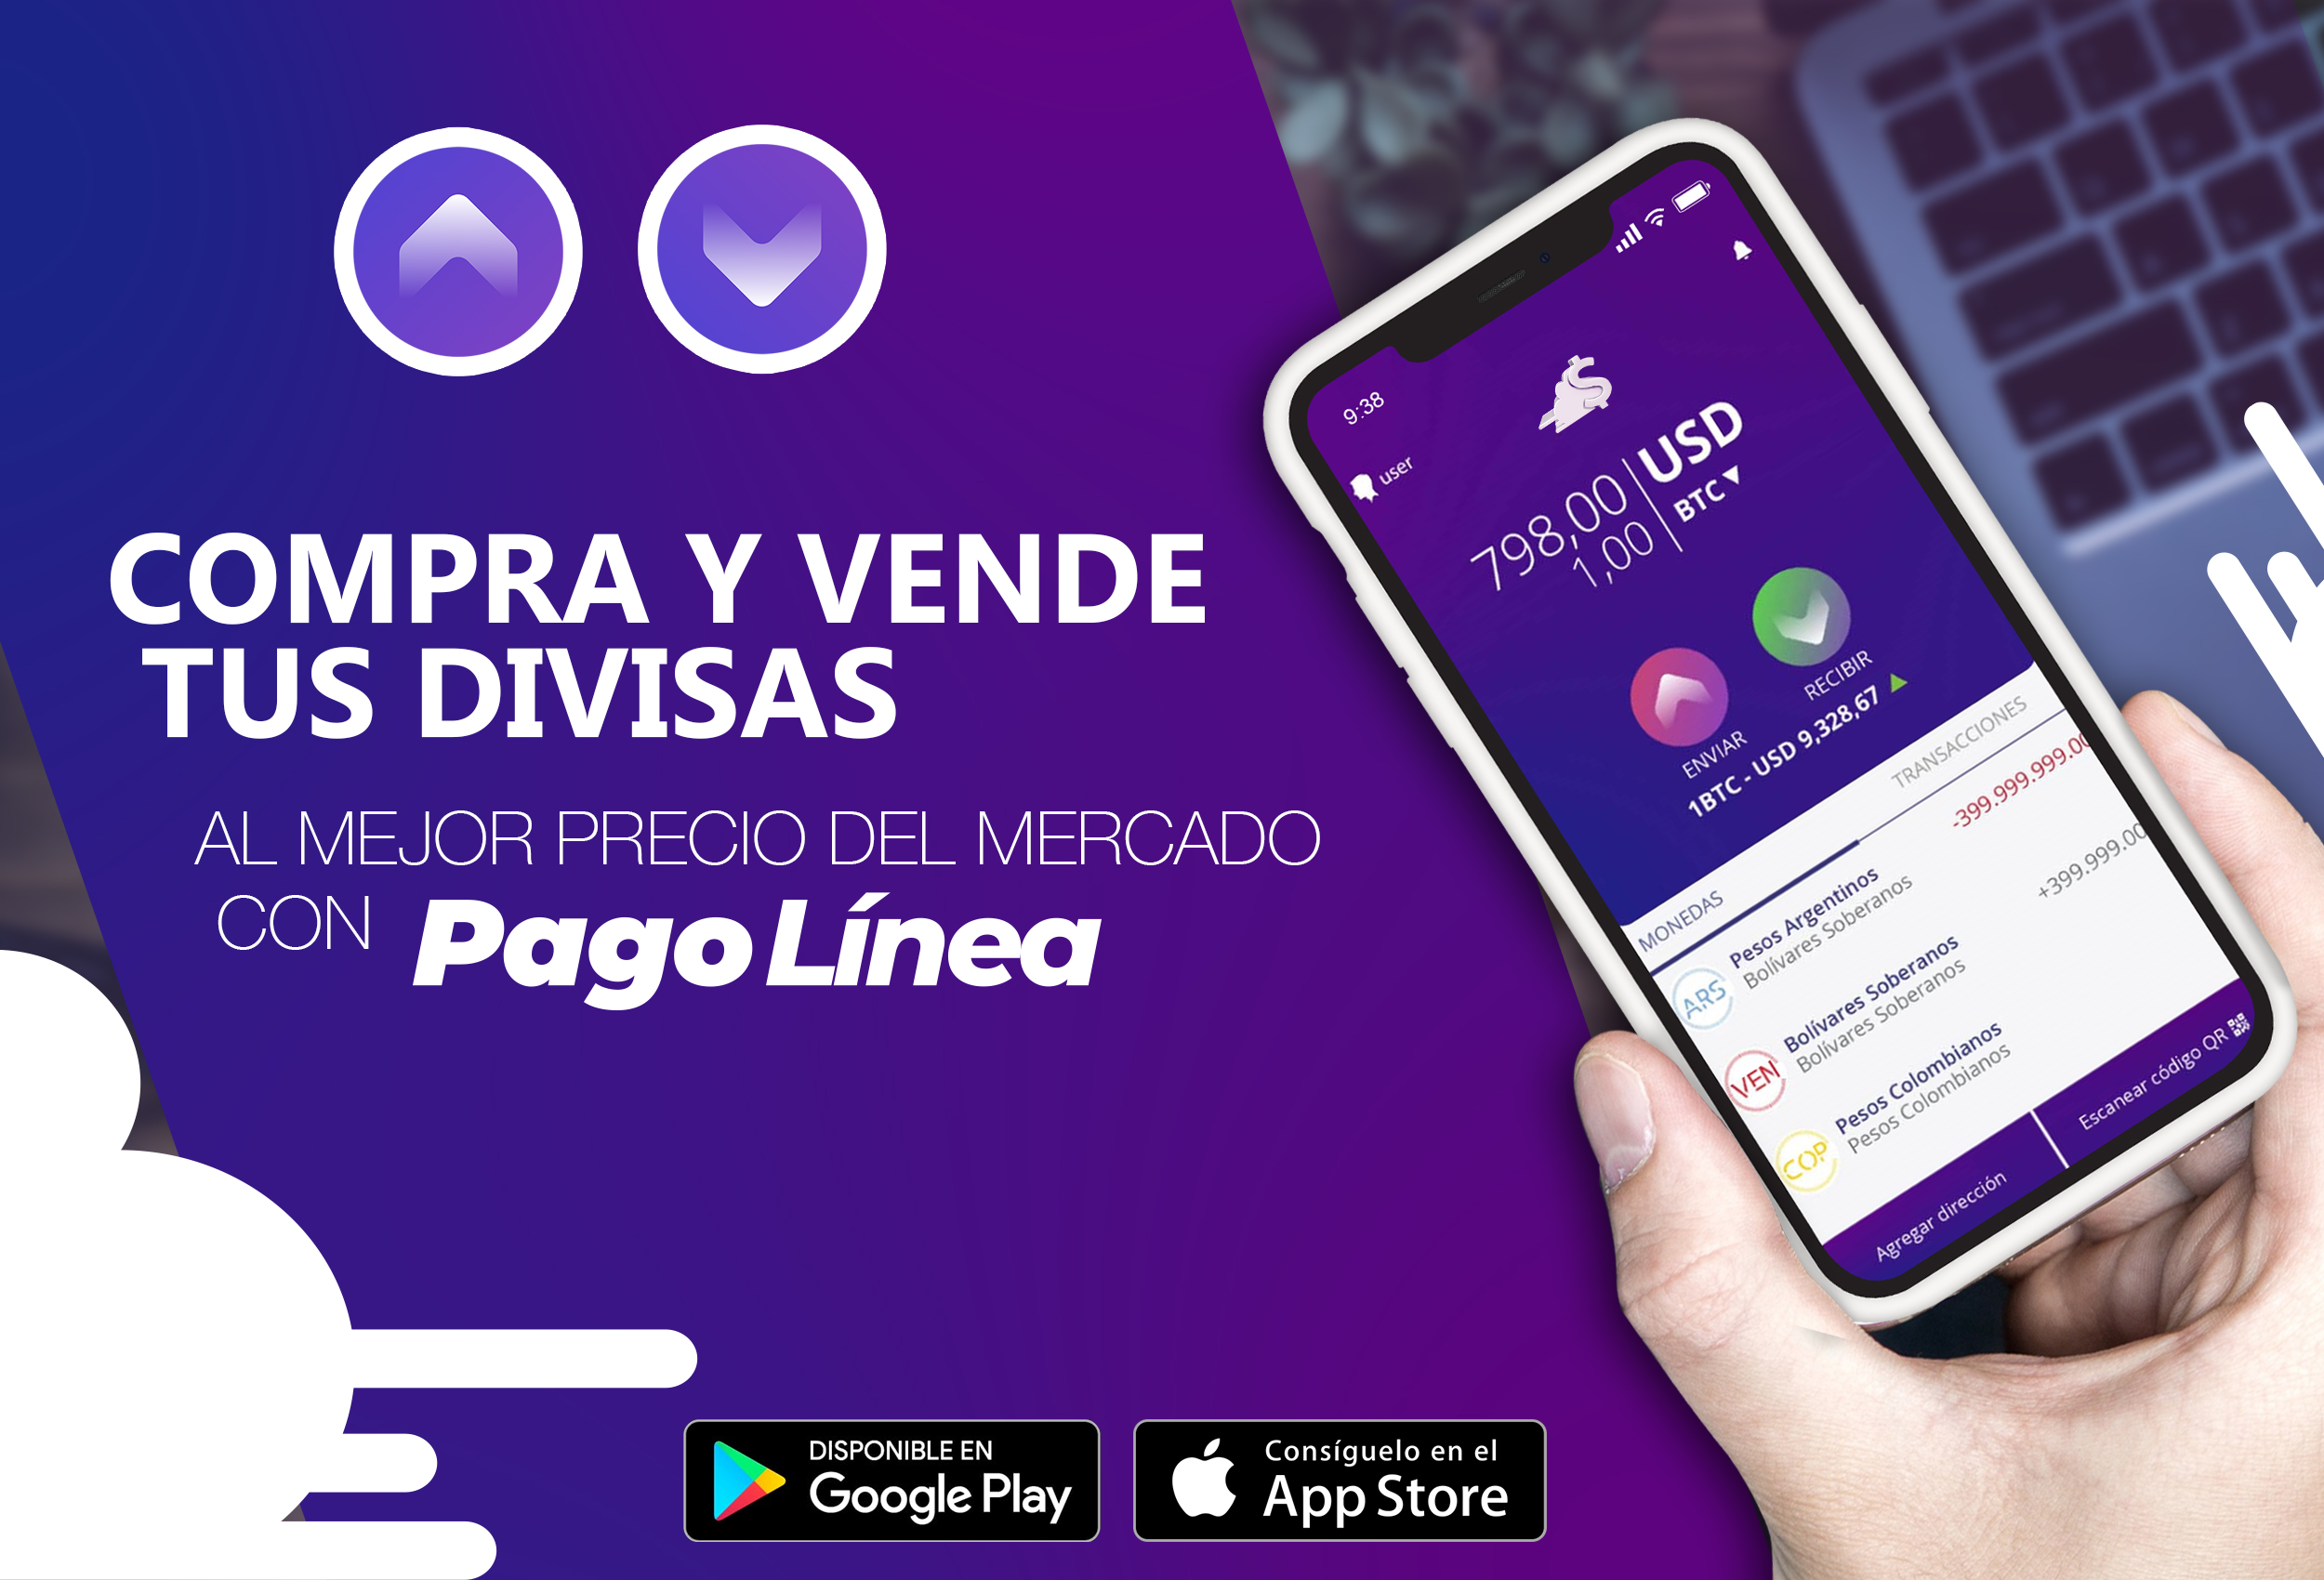 COMPRA Y VENDE
TUS DIVISAS
AL MEJOR PRECIO DEL MERCADO
CON PagoLínea
DISPONIBLE EN
Google Play
Consíguelo en el
App Store
9:38
user
798,00 USD
1,00 BTC ▼
ENVIAR
RECIBIR
1BTC - USD 9,328,67 ▲
MONEDAS
TRANSACCIONES
ARS
Pesos Argentinos
Bolívares Soberanos
-399.999.999.00
VEN
Bolívares Soberanos
Bolívares Soberanos
+399.999.00
COP
Pesos Colombianos
Pesos Colombianos
Agregar dirección
Escanear código QR